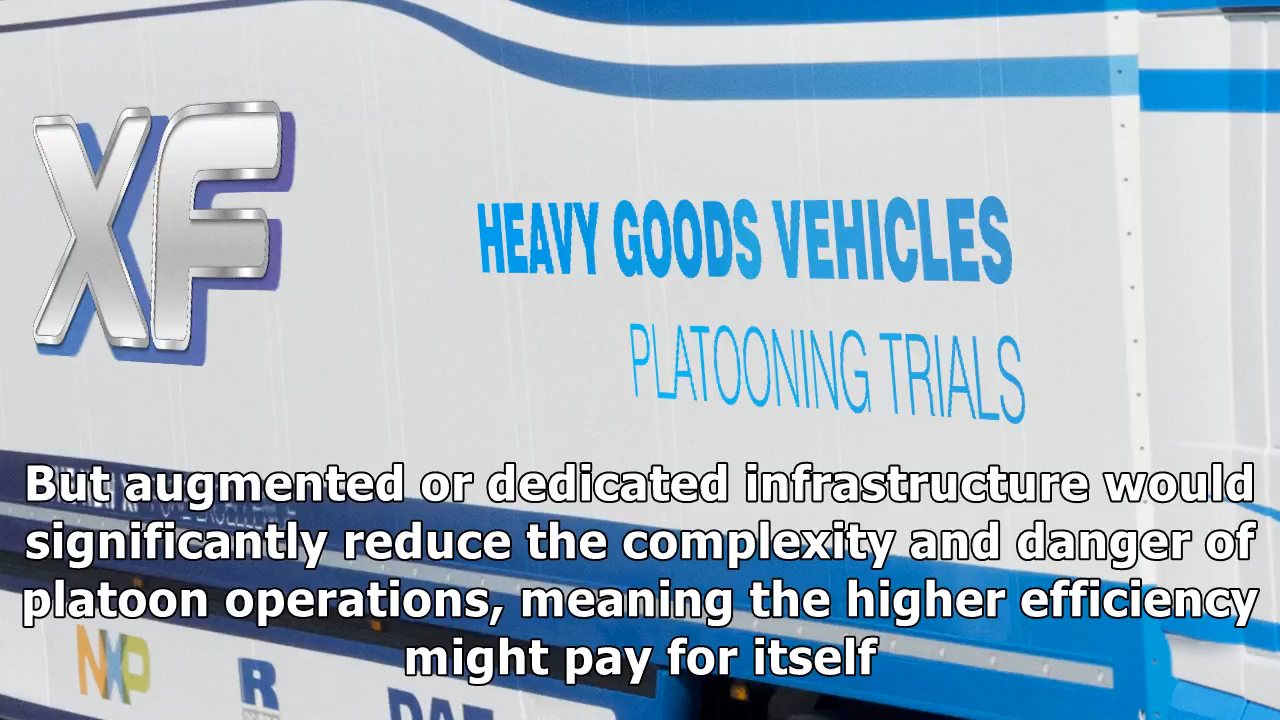 XF
HEAVY GOODS VEHICLES
PLATOONING TRIALS
But augmented or dedicated infrastructure would
significantly reduce the complexity and danger of
platoon operations, meaning the higher efficiency
might pay for itself
NXP
R
DAF